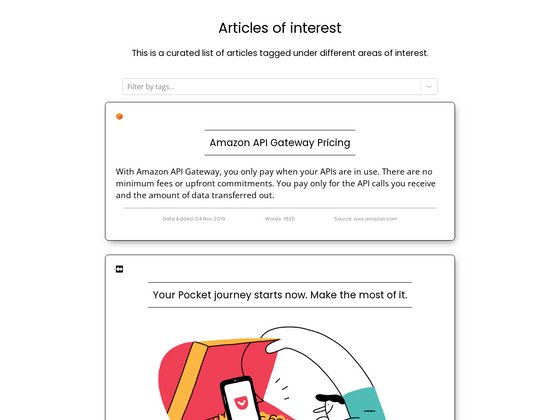 Articles of interest
This is a curated list of articles tagged under different areas of interest.
Filter by tags...
Amazon API Gateway Pricing
With Amazon API Gateway, you only pay when your APIs are in use. There are no
minimum fees or upfront commitments. You pay only for the API calls you receive
and the amount of data transferred out.
Date Added: 04 Nov 2019 Words: 1825 Source: aws.amazon.com
Your Pocket journey starts now. Make the most of it.